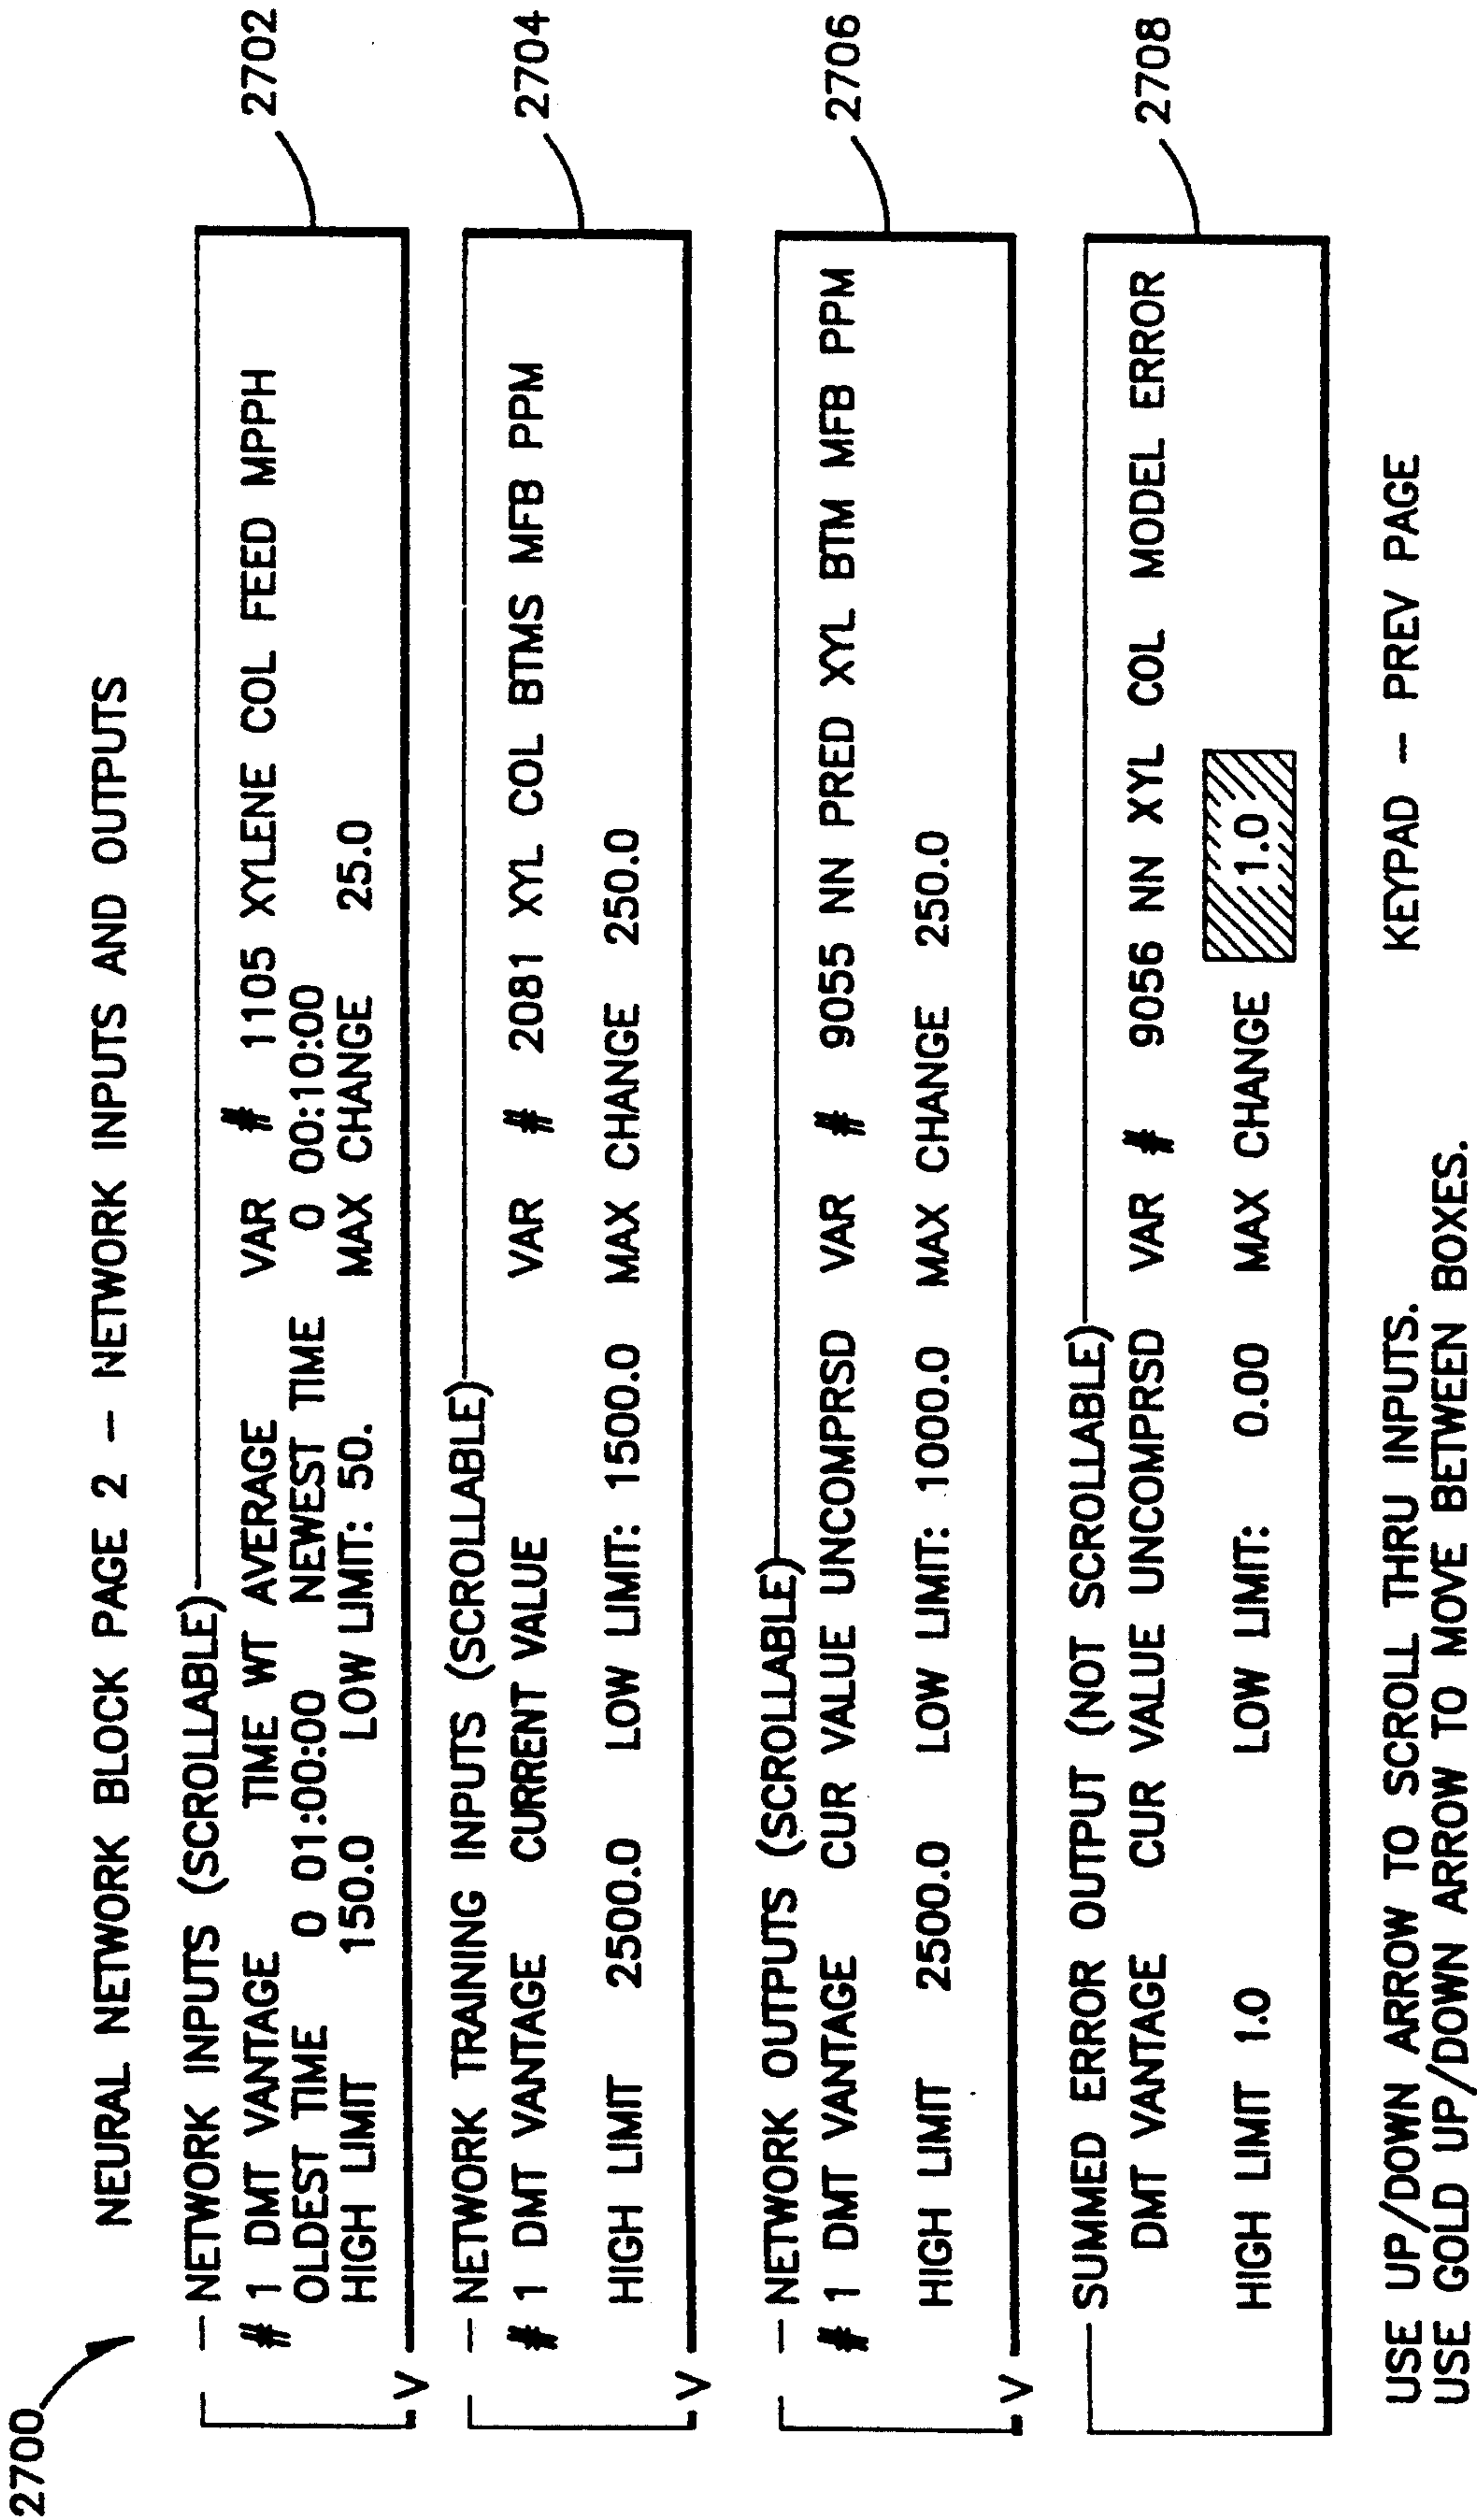 2700
NEURAL NETWORK BLOCK PAGE 2 - NETWORK INPUTS AND OUTPUTS
NETWORK INPUTS (SCROLLABLE)
2702
# 1 DMT VANTAGE TIME WT AVERAGE VAR # 1105 XYLENE COL FEED MPPH
OLDEST TIME 0 01:00:00 NEWEST TIME 0 00:10:00
HIGH LIMIT 150.0 LOW LIMIT: 50. MAX CHANGE 25.0
V
NETWORK TRAINING INPUTS (SCROLLABLE)
2704
# 1 DMT VANTAGE CURRENT VALUE VAR # 2081 XYL COL BTMS MFB PPM
HIGH LIMIT 2500.0 LOW LIMIT: 1500.0 MAX CHANGE 250.0
V
NETWORK OUTPUTS (SCROLLABLE)
2706
# 1 DMT VANTAGE CUR VALUE UNCOMPRSD VAR # 9055 NN PRED XYL BTM MFB PPM
HIGH LIMIT 2500.0 LOW LIMIT: 1000.0 MAX CHANGE 250.0
V
SUMMED ERROR OUTPUT (NOT SCROLLABLE)
2708
DMT VANTAGE CUR VALUE UNCOMPRSD VAR # 9056 NN XYL COL MODEL ERROR
HIGH LIMIT 1.0 LOW LIMIT: 0.00 MAX CHANGE 1.0
USE UP/DOWN ARROW TO SCROLL THRU INPUTS. KEYPAD - PREV PAGE
USE GOLD UP/DOWN ARROW TO MOVE BETWEEN BOXES.